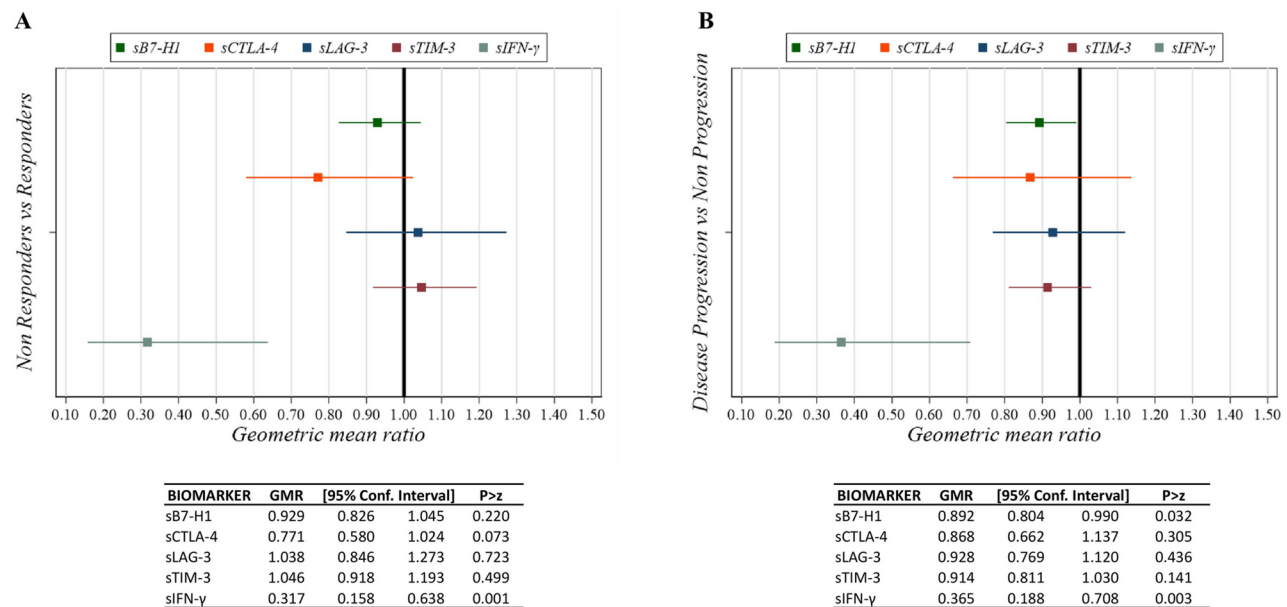 A
sB7-H1 sCTLA-4 sLAG-3 sTIM-3 sIFN-γ
Non Responders vs Responders
0.10 0.20 0.30 0.40 0.50 0.60 0.70 0.80 0.90 1.00 1.10 1.20 1.30 1.40 1.50
Geometric mean ratio
BIOMARKER GMR [95% Conf. Interval] P>z
sB7-H1 0.929 0.826 1.045 0.220
sCTLA-4 0.771 0.580 1.024 0.073
sLAG-3 1.038 0.846 1.273 0.723
sTIM-3 1.046 0.918 1.193 0.499
sIFN-γ 0.317 0.158 0.638 0.001
B
sB7-H1 sCTLA-4 sLAG-3 sTIM-3 sIFN-γ
Disease Progression vs Non Progression
0.10 0.20 0.30 0.40 0.50 0.60 0.70 0.80 0.90 1.00 1.10 1.20 1.30 1.40 1.50
Geometric mean ratio
BIOMARKER GMR [95% Conf. Interval] P>z
sB7-H1 0.892 0.804 0.990 0.032
sCTLA-4 0.868 0.662 1.137 0.305
sLAG-3 0.928 0.769 1.120 0.436
sTIM-3 0.914 0.811 1.030 0.141
sIFN-γ 0.365 0.188 0.708 0.003